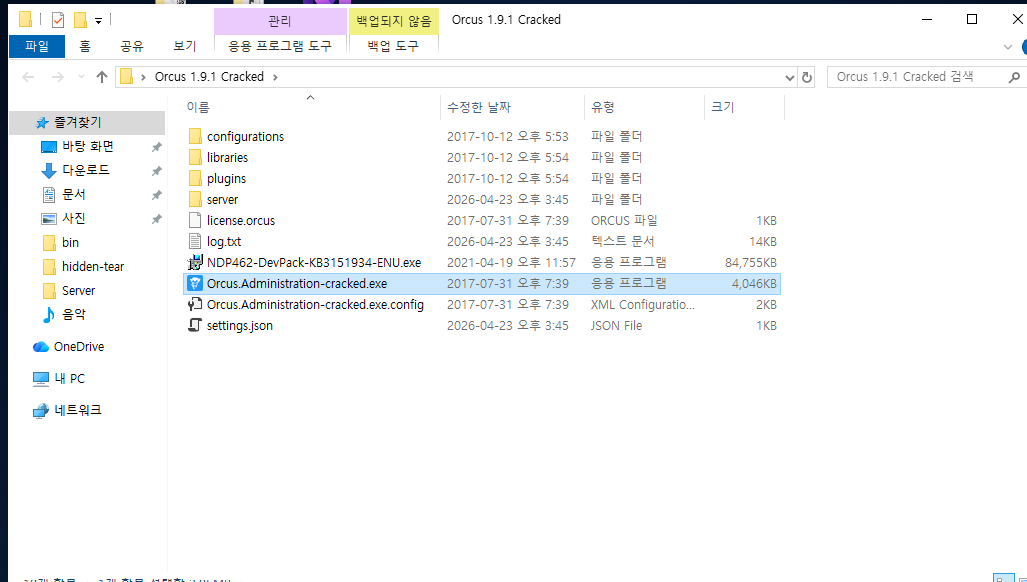 관리
백업되지 않음
Orcus 1.9.1 Cracked
파일
홈
공유
보기
응용 프로그램 도구
백업 도구
Orcus 1.9.1 Cracked
Orcus 1.9.1 Cracked 검색
이름 수정한 날짜 유형 크기
즐겨찾기
바탕 화면
다운로드
문서
사진
bin
hidden-tear
Server
음악
OneDrive
내 PC
네트워크
configurations 2017-10-12 오후 5:53 파일 폴더
libraries 2017-10-12 오후 5:54 파일 폴더
plugins 2017-10-12 오후 5:54 파일 폴더
server 2026-04-23 오후 3:45 파일 폴더
license.orcus 2017-07-31 오후 7:39 ORCUS 파일 1KB
log.txt 2026-04-23 오후 3:45 텍스트 문서 14KB
NDP462-DevPack-KB3151934-ENU.exe 2021-04-19 오후 11:57 응용 프로그램 84,755KB
Orcus.Administration-cracked.exe 2017-07-31 오후 7:39 응용 프로그램 4,046KB
Orcus.Administration-cracked.exe.config 2017-07-31 오후 7:39 XML Configuratio... 2KB
settings.json 2026-04-23 오후 3:45 JSON File 1KB